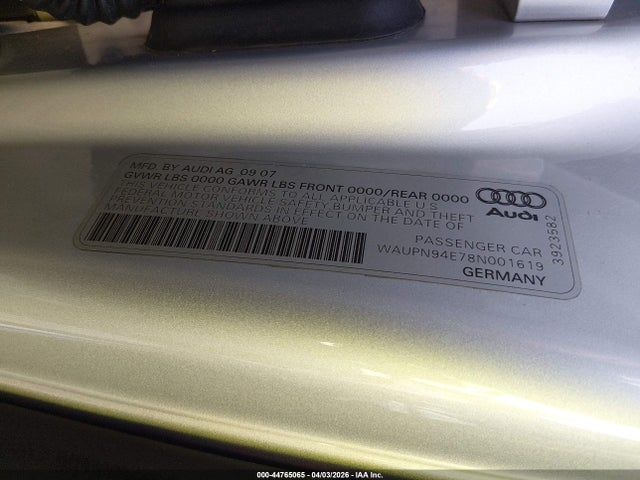 MFD. BY AUDI AG 09 07
GVWR LBS 0000 GAWR LBS FRONT 0000/REAR 0000
THIS VEHICLE CONFORMS TO ALL APPLICABLE U.S
FEDERAL MOTOR VEHICLE SAFETY BUMPER AND THEFT
PREVENTION STANDARDS IN EFFECT ON THE DATE OF
MANUFACTURE SHOWN ABOVE
Audi
3923582
PASSENGER CAR
WAUPN94E78N001619
GERMANY
000-44765065 | 04/03/2026 | IAA Inc.